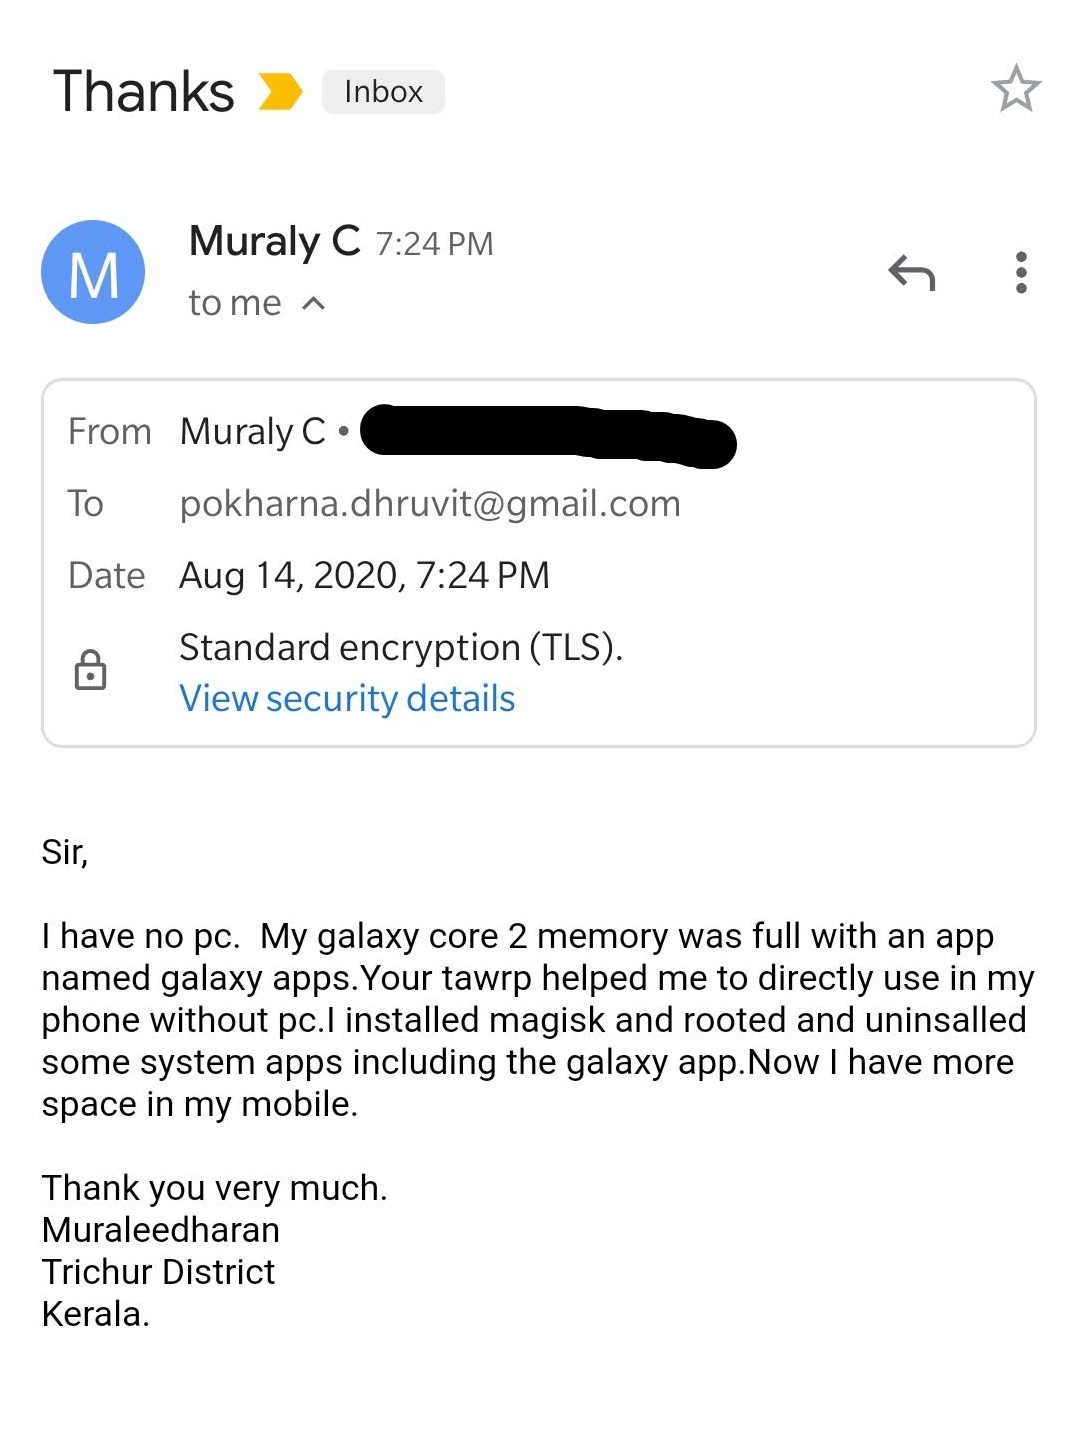 Thanks Inbox
M
Muraly C 7:24 PM
to me
From Muraly C •
To pokharna.dhruvit@gmail.com
Date Aug 14, 2020, 7:24 PM
Standard encryption (TLS).
View security details
Sir,
I have no pc.  My galaxy core 2 memory was full with an app
named galaxy apps.Your tawrp helped me to directly use in my
phone without pc.I installed magisk and rooted and uninsalled
some system apps including the galaxy app.Now I have more
space in my mobile.
Thank you very much.
Muraleedharan
Trichur District
Kerala.